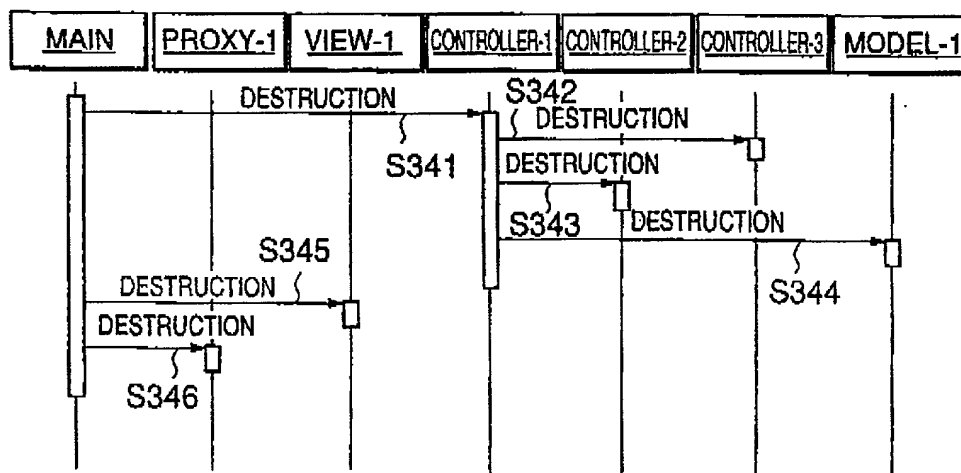 MAIN
PROXY-1
VIEW-1
CONTROLLER-1
CONTROLLER-2
CONTROLLER-3
MODEL-1
DESTRUCTION
S342
DESTRUCTION
S341
DESTRUCTION
S343
DESTRUCTION
S345
S344
DESTRUCTION
DESTRUCTION
S346